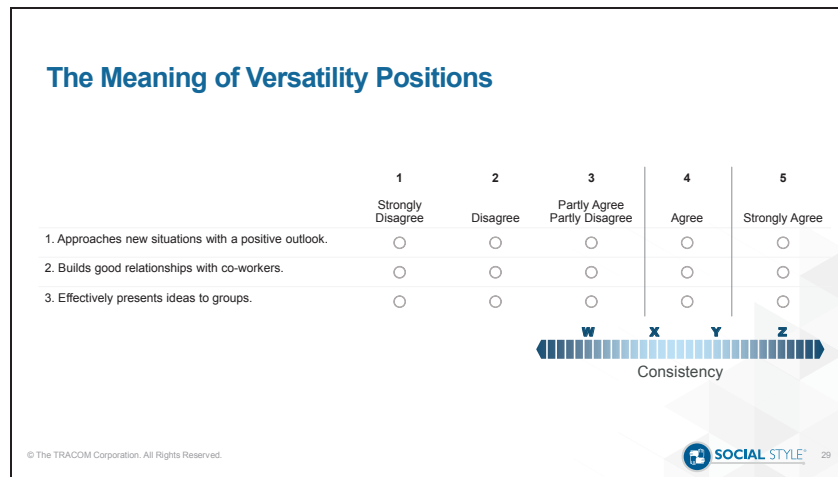 The Meaning of Versatility Positions
1 2 3 4 5
Strongly Disagree Disagree Partly Agree Partly Disagree Agree Strongly Agree
1. Approaches new situations with a positive outlook.
2. Builds good relationships with co-workers.
3. Effectively presents ideas to groups.
W X Y Z
Consistency
© The TRACOM Corporation. All Rights Reserved.
SOCIAL STYLE℠ 29